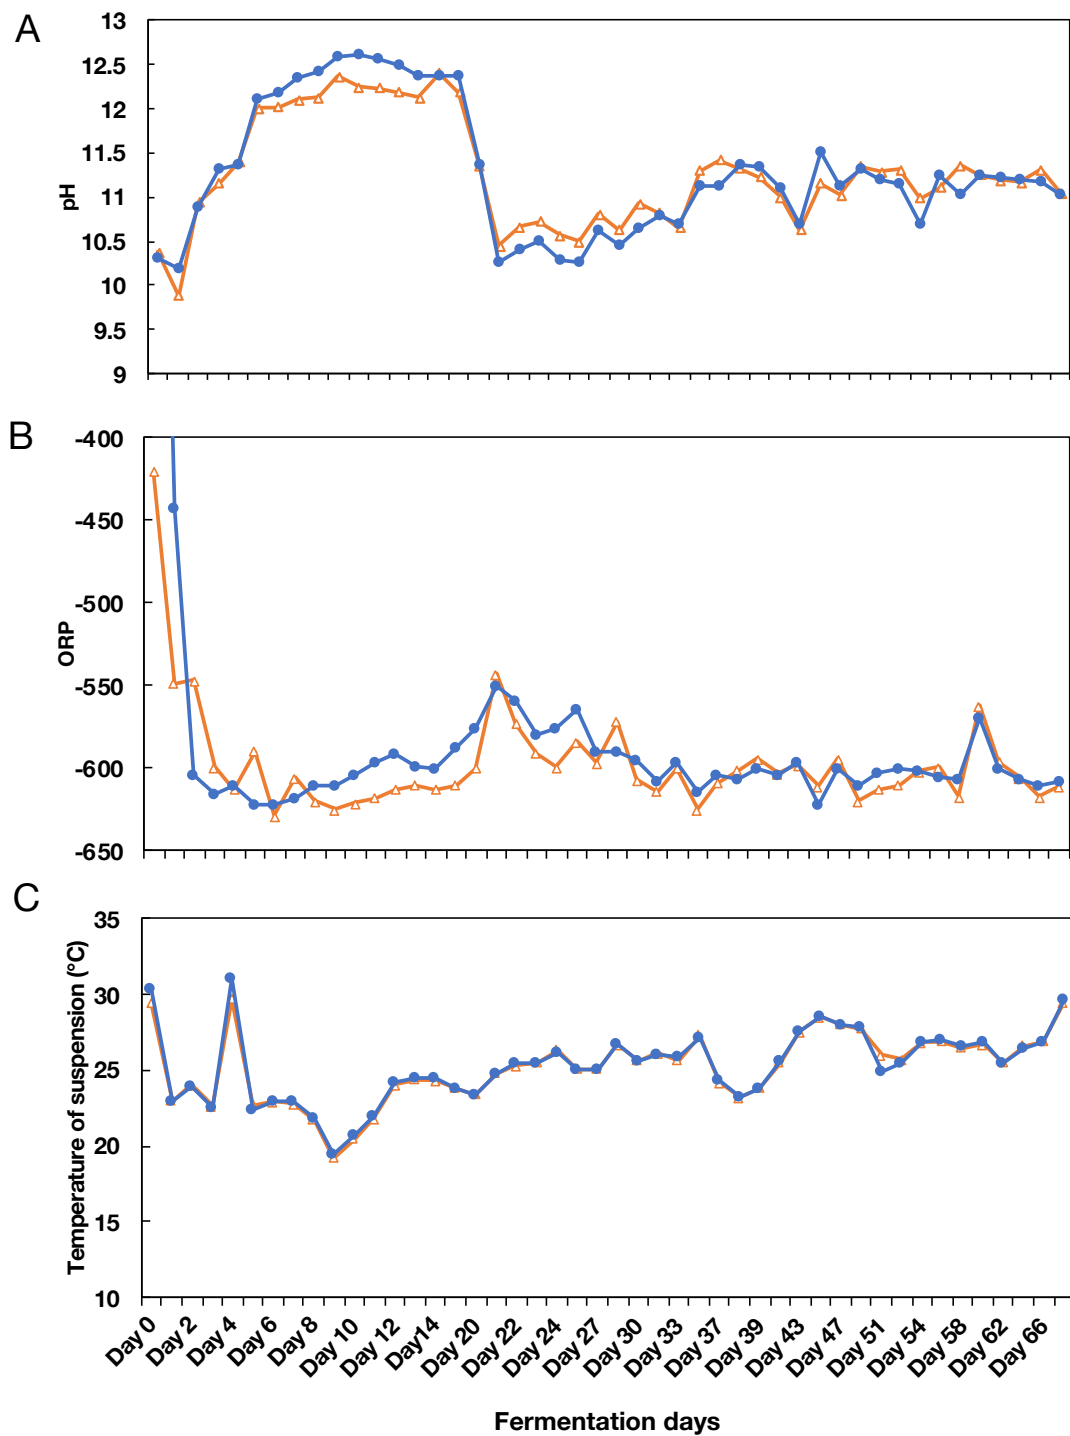 A
13
12.5
12
11.5
11
10.5
10
9.5
9
pH
B
-400
-450
-500
-550
-600
-650
ORP
C
35
30
25
20
15
10
Temperature of suspension (°C)
Day 0
Day 2
Day 4
Day 6
Day 8
Day 10
Day 12
Day 14
Day 20
Day 22
Day 24
Day 27
Day 30
Day 33
Day 37
Day 39
Day 43
Day 47
Day 51
Day 54
Day 58
Day 62
Day 66
Fermentation days